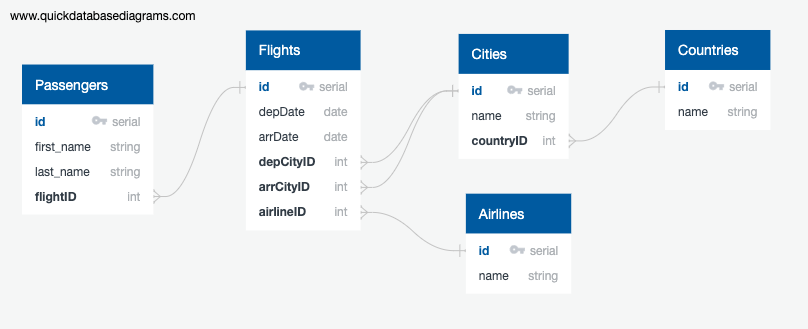 www.quickdatabasediagrams.com
Passengers
id serial
first_name string
last_name string
flightID int
Flights
id serial
depDate date
arrDate date
depCityID int
arrCityID int
airlineID int
Cities
id serial
name string
countryID int
Countries
id serial
name string
Airlines
id serial
name string